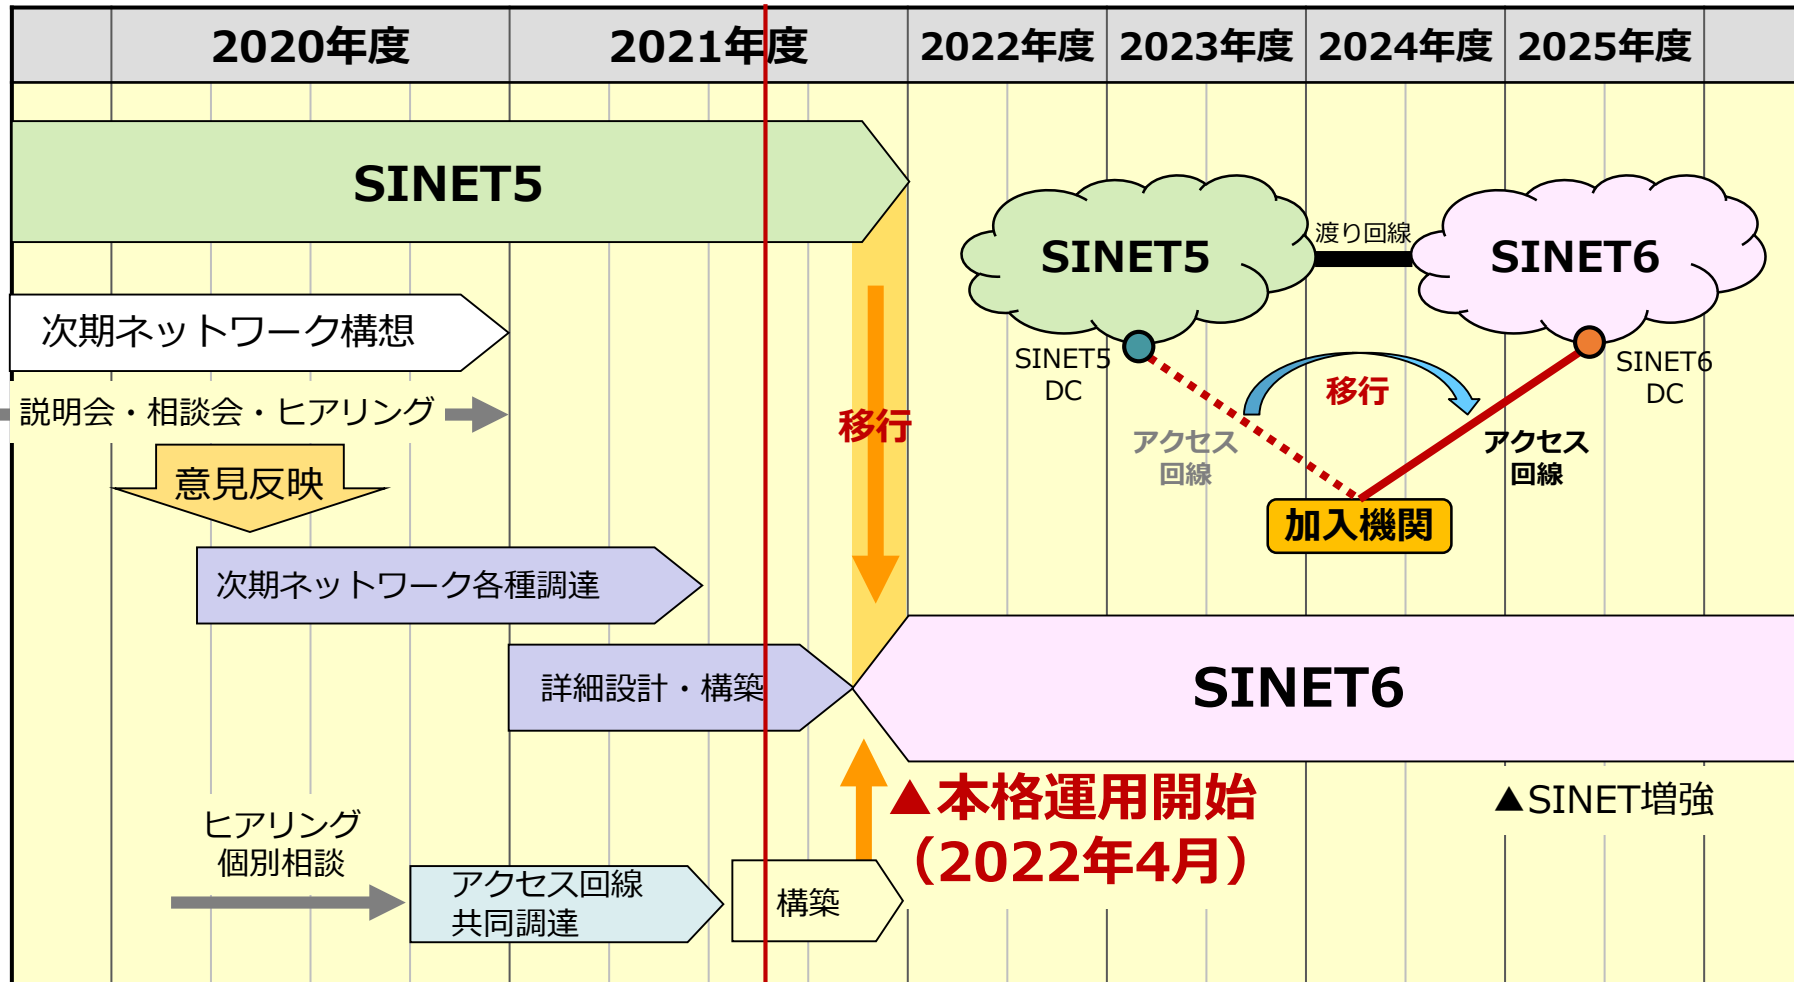 2020年度
2021年度
2022年度
2023年度
2024年度
2025年度
SINET5
SINET5
渡り回線
SINET6
次期ネットワーク構想
SINET5
DC
SINET6
DC
移行
説明会・相談会・ヒアリング
移行
アクセス
回線
アクセス
回線
意見反映
加入機関
次期ネットワーク各種調達
詳細設計・構築
SINET6
▲本格運用開始
（2022年4月）
▲SINET増強
ヒアリング
個別相談
アクセス回線
共同調達
構築